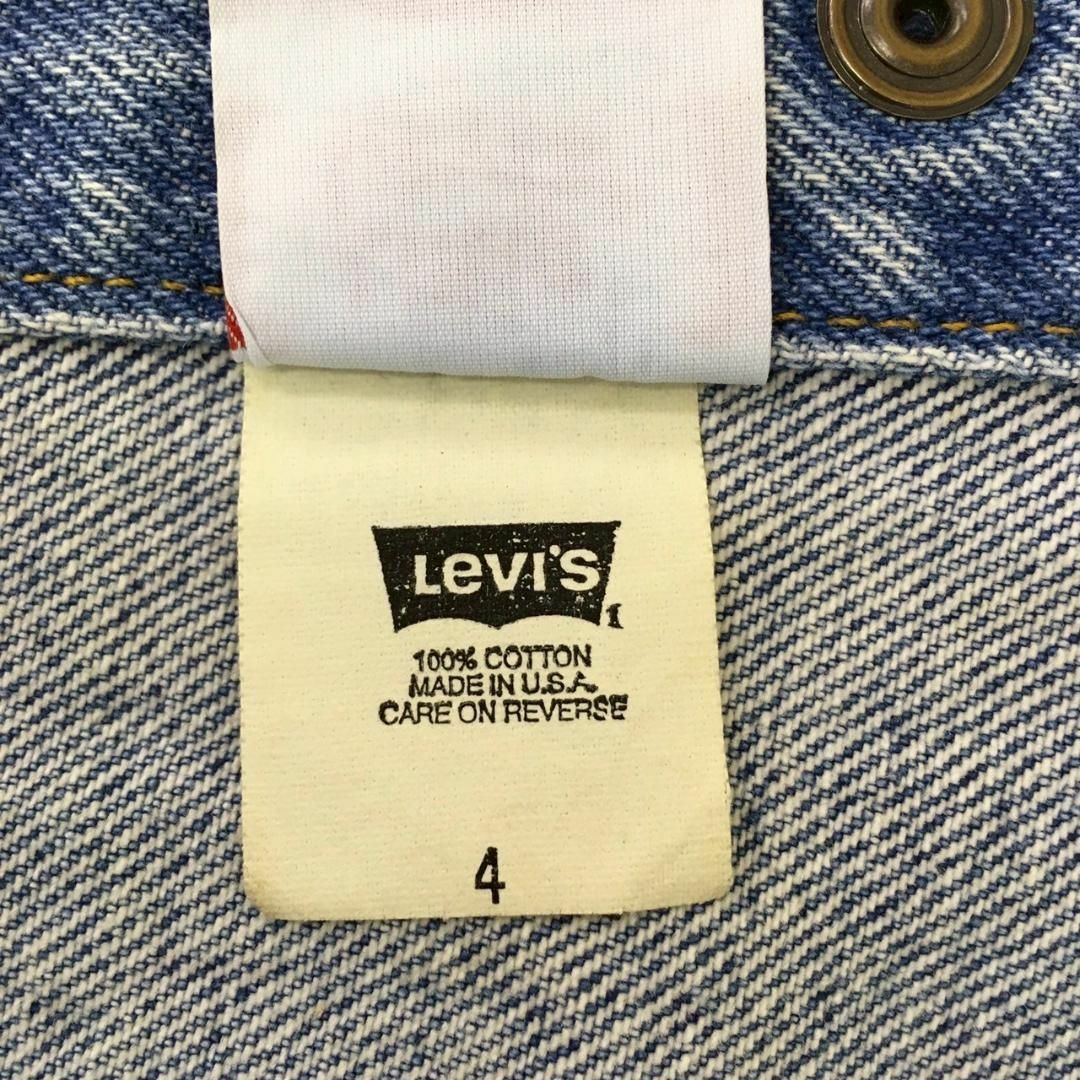 LEVI'S
1
100% COTTON
MADE IN U.S.A.
CARE ON REVERSE
4